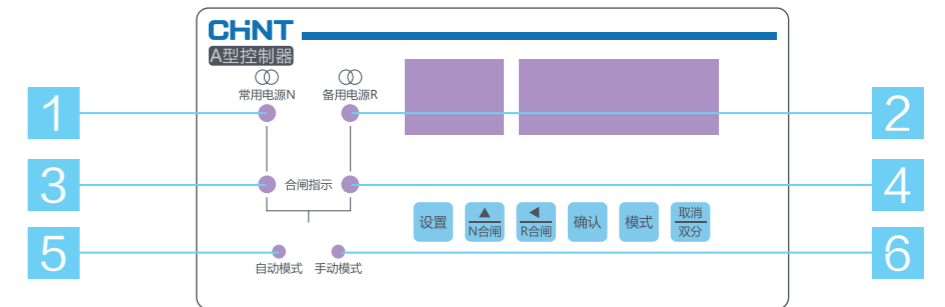 CHiNT
A型控制器
常用电源N
备用电源R
1
2
3
合闸指示
4
设置
N合闸
R合闸
确认
模式
取消
双分
5
6
自动模式
手动模式